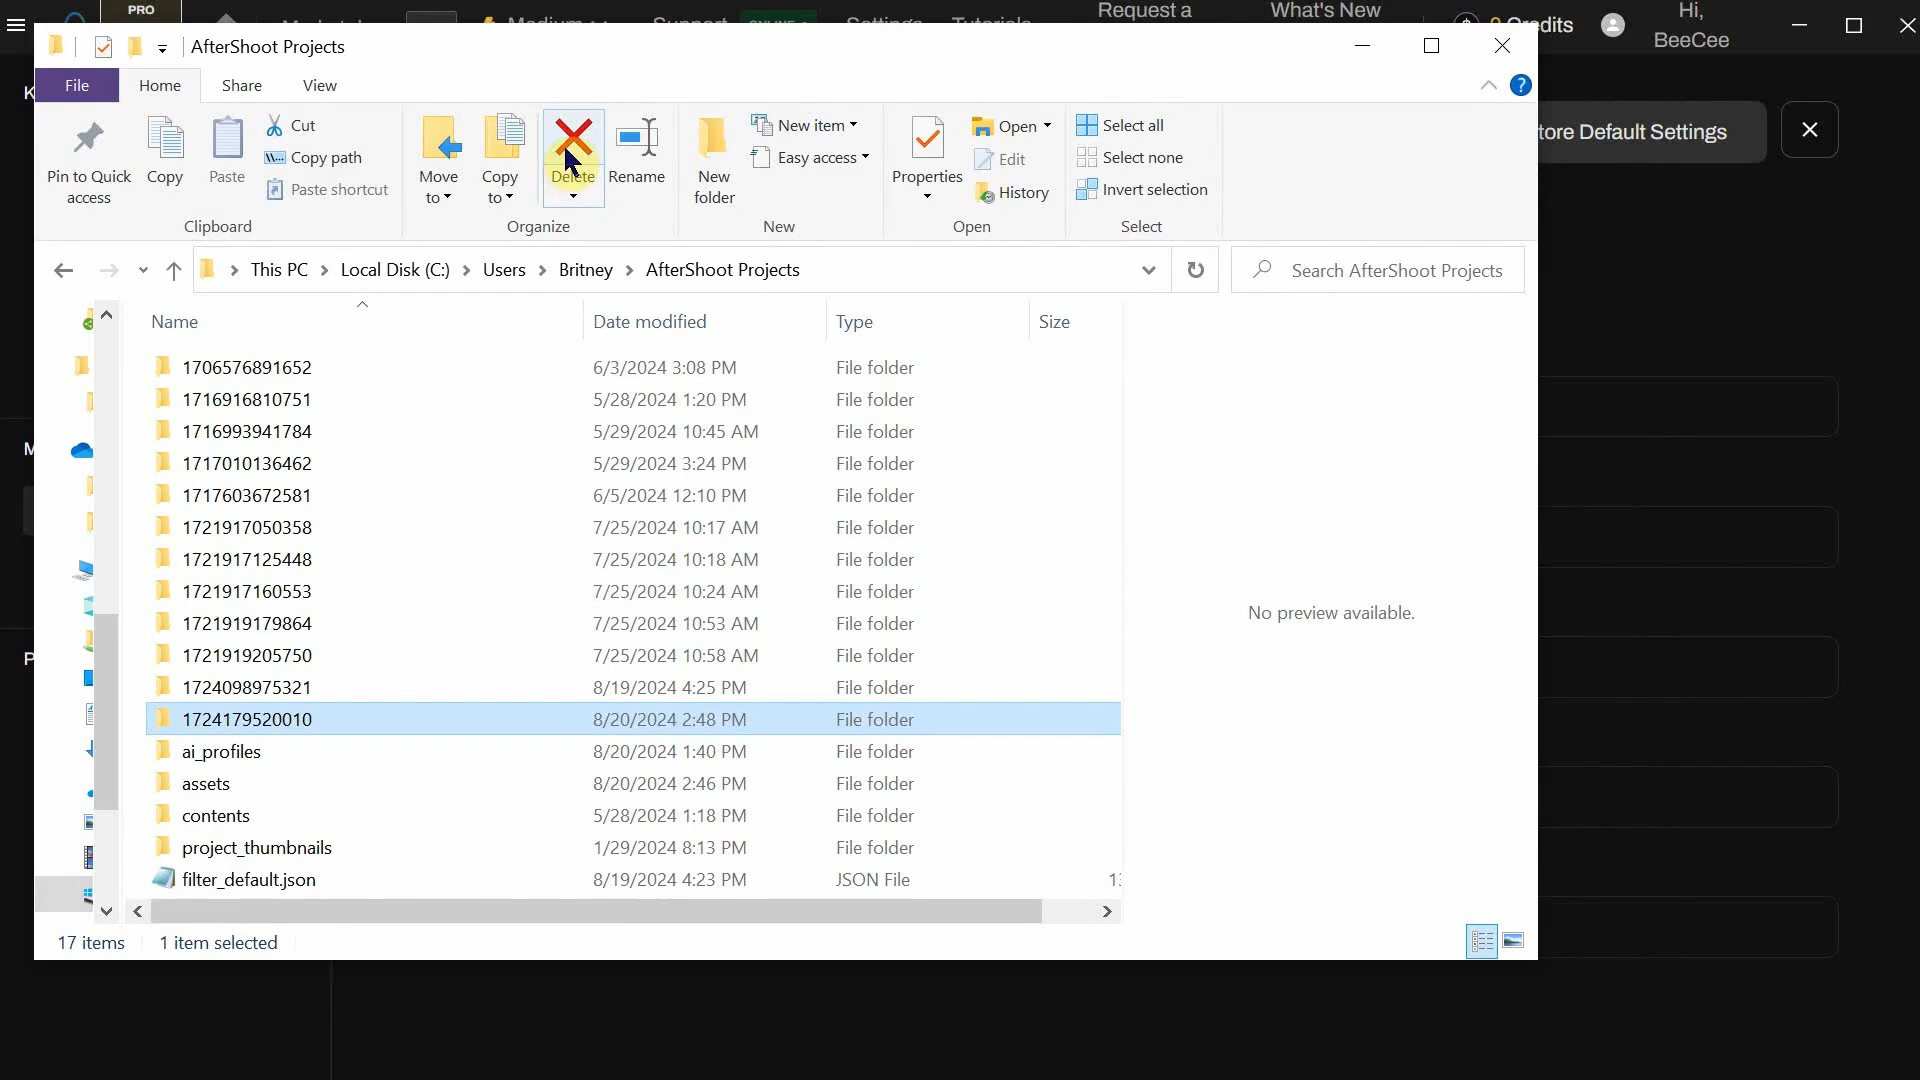 PRO
Medium
Support
ONLINE
Settings
Tutorials
Request a
What's New
Credits
Hi,
BeeCee
AfterShoot Projects
File
Home
Share
View
Pin to Quick
access
Copy
Paste
Cut
Copy path
Paste shortcut
Clipboard
Move
to
Copy
to
Delete
Rename
Organize
New
folder
New item
Easy access
New
Properties
Open
Edit
History
Open
Select all
Select none
Invert selection
Select
tore Default Settings
This PC
Local Disk (C:)
Users
Britney
AfterShoot Projects
Search AfterShoot Projects
Name
Date modified
Type
Size
1706576891652 6/3/2024 3:08 PM File folder
1716916810751 5/28/2024 1:20 PM File folder
1716993941784 5/29/2024 10:45 AM File folder
1717010136462 5/29/2024 3:24 PM File folder
1717603672581 6/5/2024 12:10 PM File folder
1721917050358 7/25/2024 10:17 AM File folder
1721917125448 7/25/2024 10:18 AM File folder
1721917160553 7/25/2024 10:24 AM File folder
1721919179864 7/25/2024 10:53 AM File folder
1721919205750 7/25/2024 10:58 AM File folder
1724098975321 8/19/2024 4:25 PM File folder
1724179520010 8/20/2024 2:48 PM File folder
ai_profiles 8/20/2024 1:40 PM File folder
assets 8/20/2024 2:46 PM File folder
contents 5/28/2024 1:18 PM File folder
project_thumbnails 1/29/2024 8:13 PM File folder
filter_default.json 8/19/2024 4:23 PM JSON File
No preview available.
17 items
1 item selected